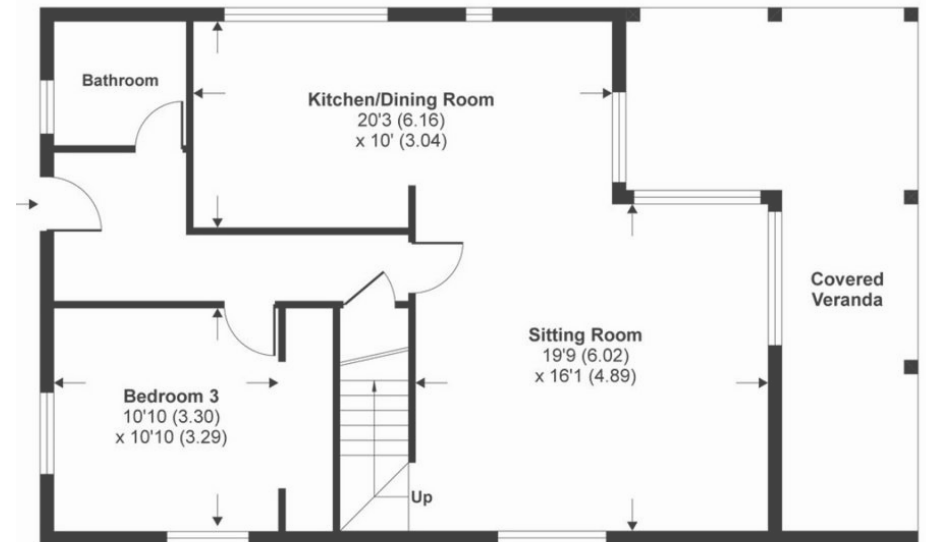 Bathroom
Kitchen/Dining Room
20'3 (6.16)
x 10' (3.04)
Covered
Veranda
Sitting Room
19'9 (6.02)
x 16'1 (4.89)
Bedroom 3
10'10 (3.30)
x 10'10 (3.29)
Up